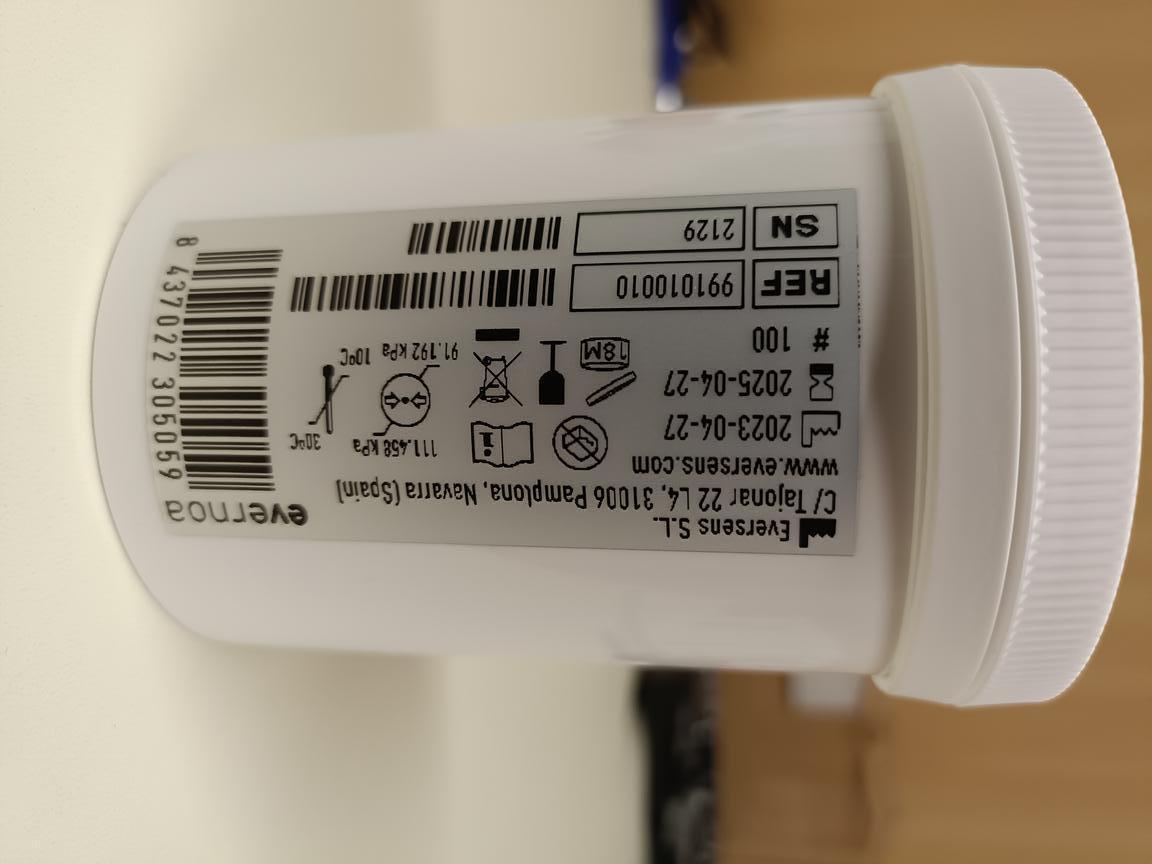 Eversens S.L.
C/ Tajonar 22 L4, 31006 Pamplona, Navarra (Spain)
www.eversens.com
2023-04-27
2025-04-27
# 100
18M
111.458 kPa
91.192 kPa
30ºC
10ºC
REF 991010010
SN 2129
evernoa
8 437022 305059